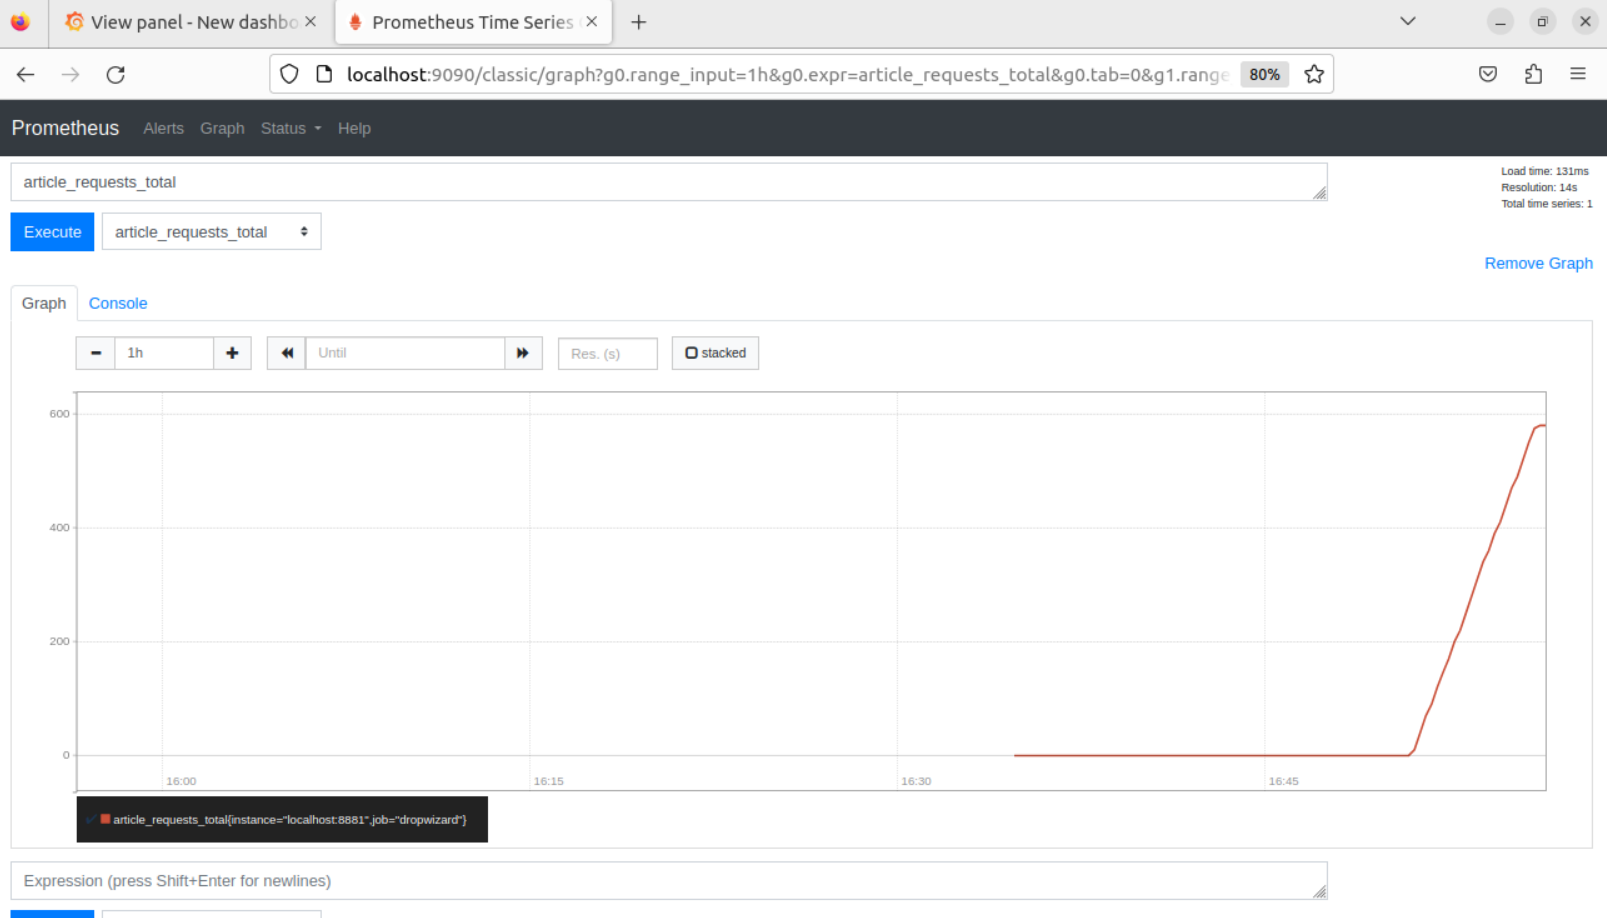 View panel - New dashbo
Prometheus Time Series
localhost:9090/classic/graph?g0.range_input=1h&g0.expr=article_requests_total&g0.tab=0&g1.range
80%
Prometheus Alerts Graph Status Help
article_requests_total
Load time: 131ms
Resolution: 14s
Total time series: 1
Execute
article_requests_total
Remove Graph
Graph
Console
1h
Until
Res. (s)
stacked
600
400
200
0
16:00
16:15
16:30
16:45
article_requests_total{instance="localhost:8881",job="dropwizard"}
Expression (press Shift+Enter for newlines)